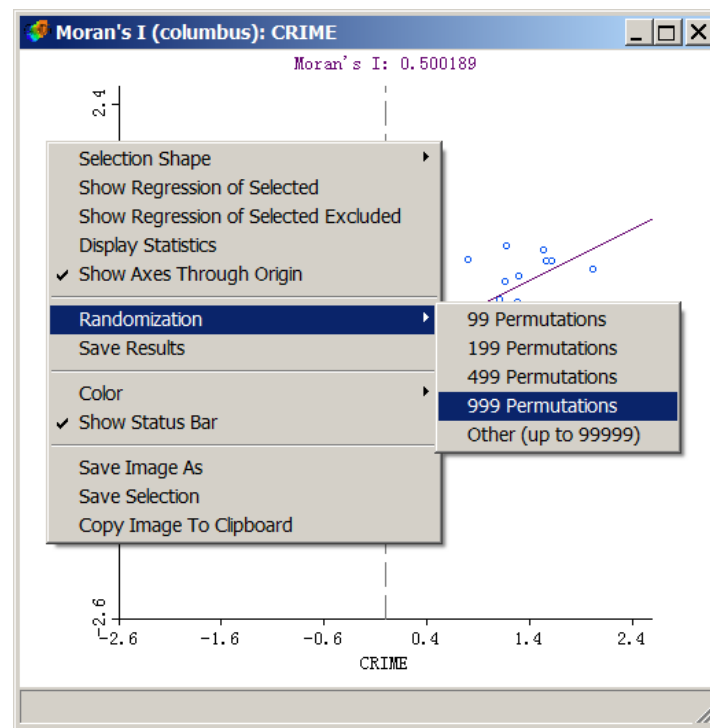 Moran's I (columbus): CRIME
Moran's I: 0.500189
2.4
Selection Shape
Show Regression of Selected
Show Regression of Selected Excluded
Display Statistics
Show Axes Through Origin
Randomization
99 Permutations
Save Results
199 Permutations
499 Permutations
Color
999 Permutations
Show Status Bar
Other (up to 99999)
Save Image As
Save Selection
Copy Image To Clipboard
-2.6
-2.6 -1.6 -0.6 0.4 1.4 2.4
CRIME